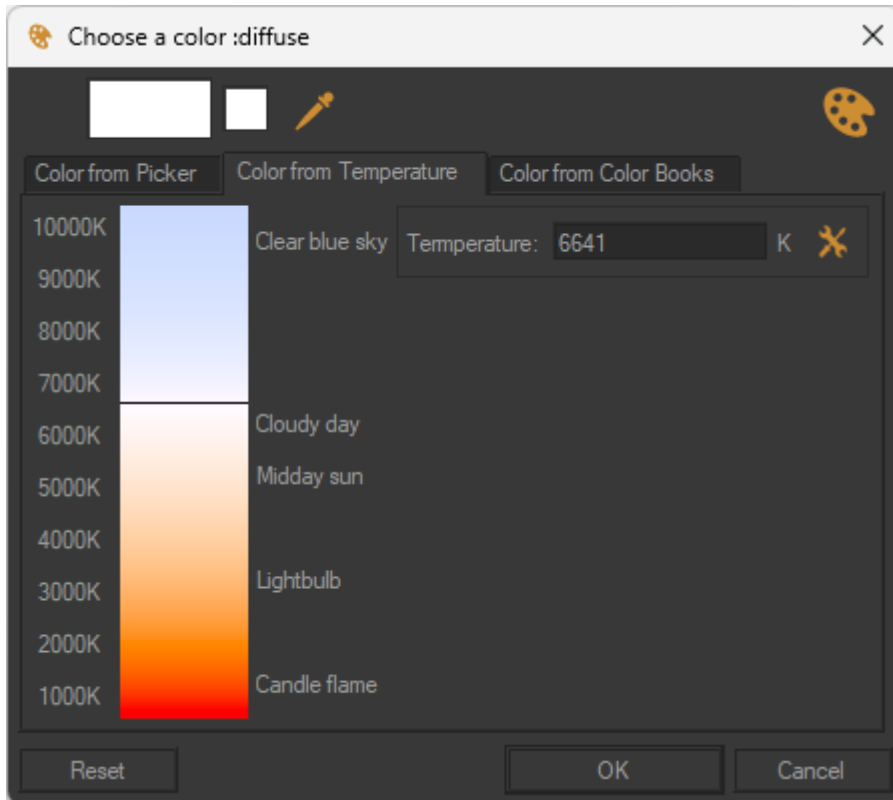 Choose a color :diffuse
Color from Picker
Color from Temperature
Color from Color Books
10000K
Clear blue sky
Temperature: 6641 K
9000K
8000K
7000K
Cloudy day
6000K
Midday sun
5000K
4000K
Lightbulb
3000K
2000K
Candle flame
1000K
Reset
OK
Cancel